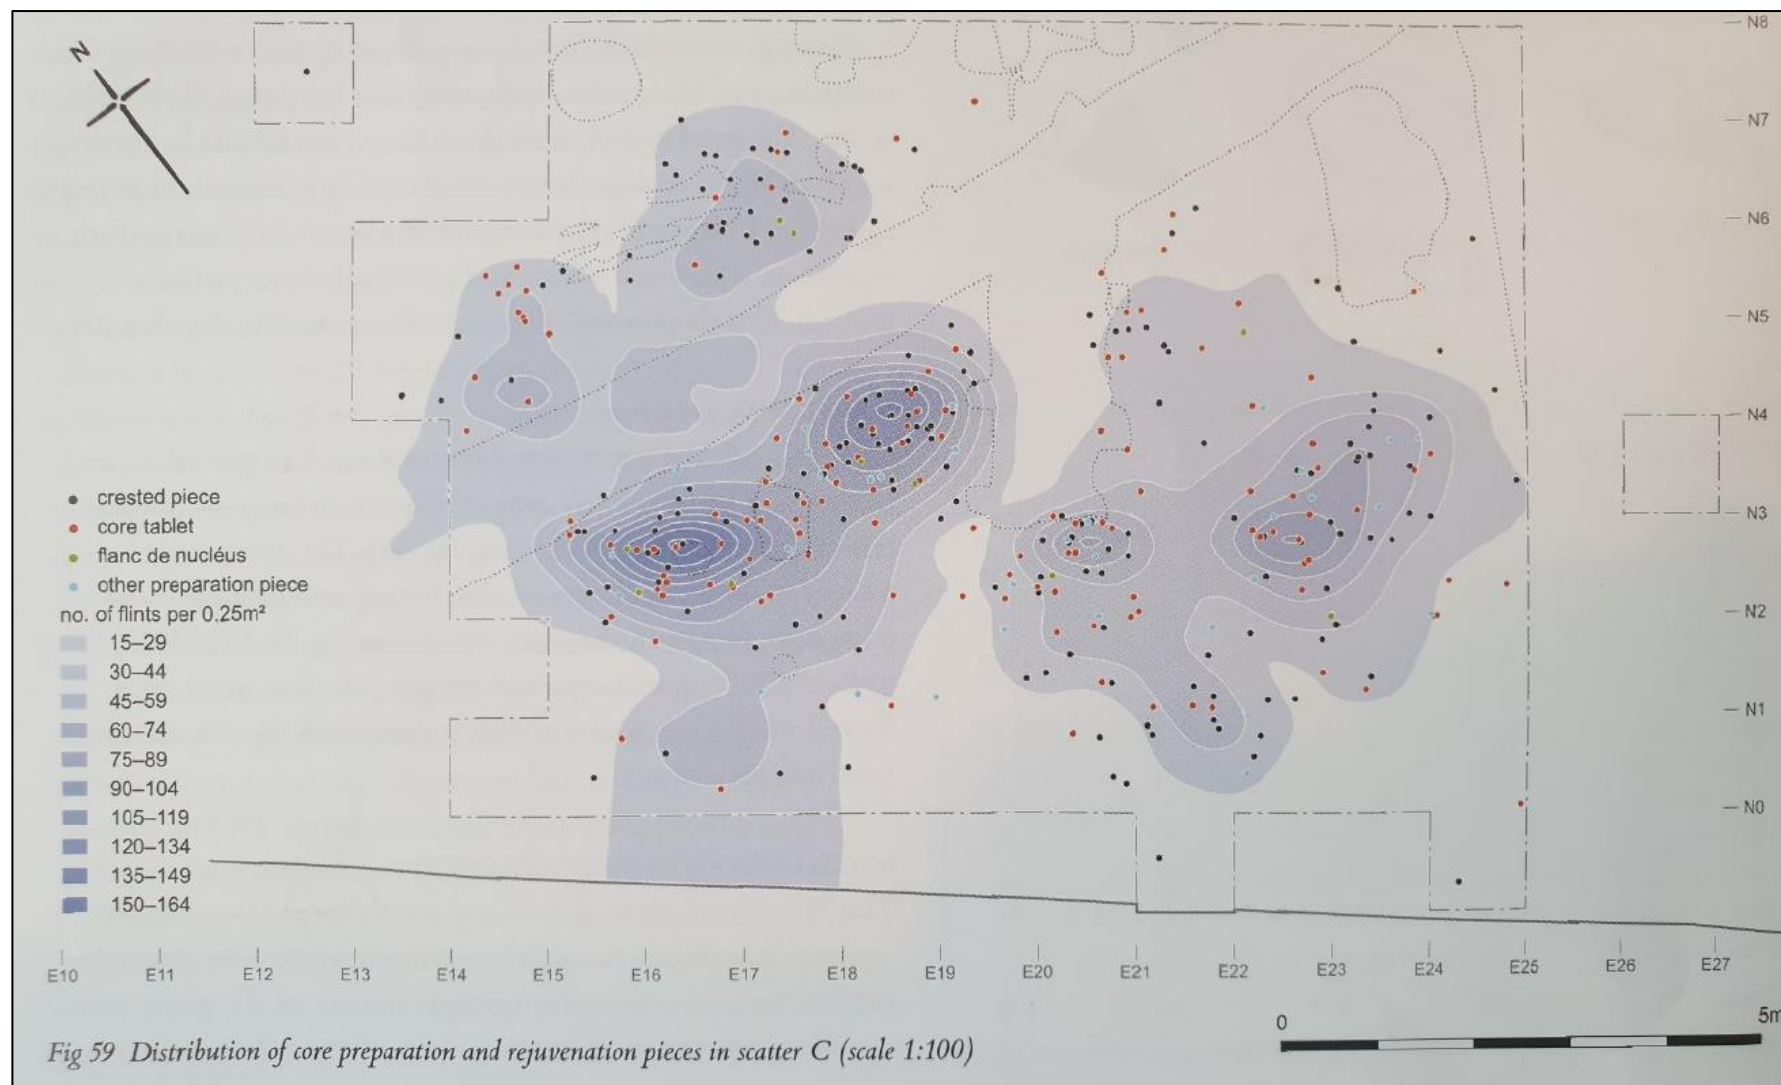 N
N8
N7
N6
N5
N4
N3
N2
N1
N0
crested piece
core tablet
flanc de nucléus
other preparation piece
no. of flints per 0.25m²
15–29
30–44
45–59
60–74
75–89
90–104
105–119
120–134
135–149
150–164
E10 E11 E12 E13 E14 E15 E16 E17 E18 E19 E20 E21 E22 E23 E24 E25 E26 E27
0 5m
Fig 59 Distribution of core preparation and rejuvenation pieces in scatter C (scale 1:100)